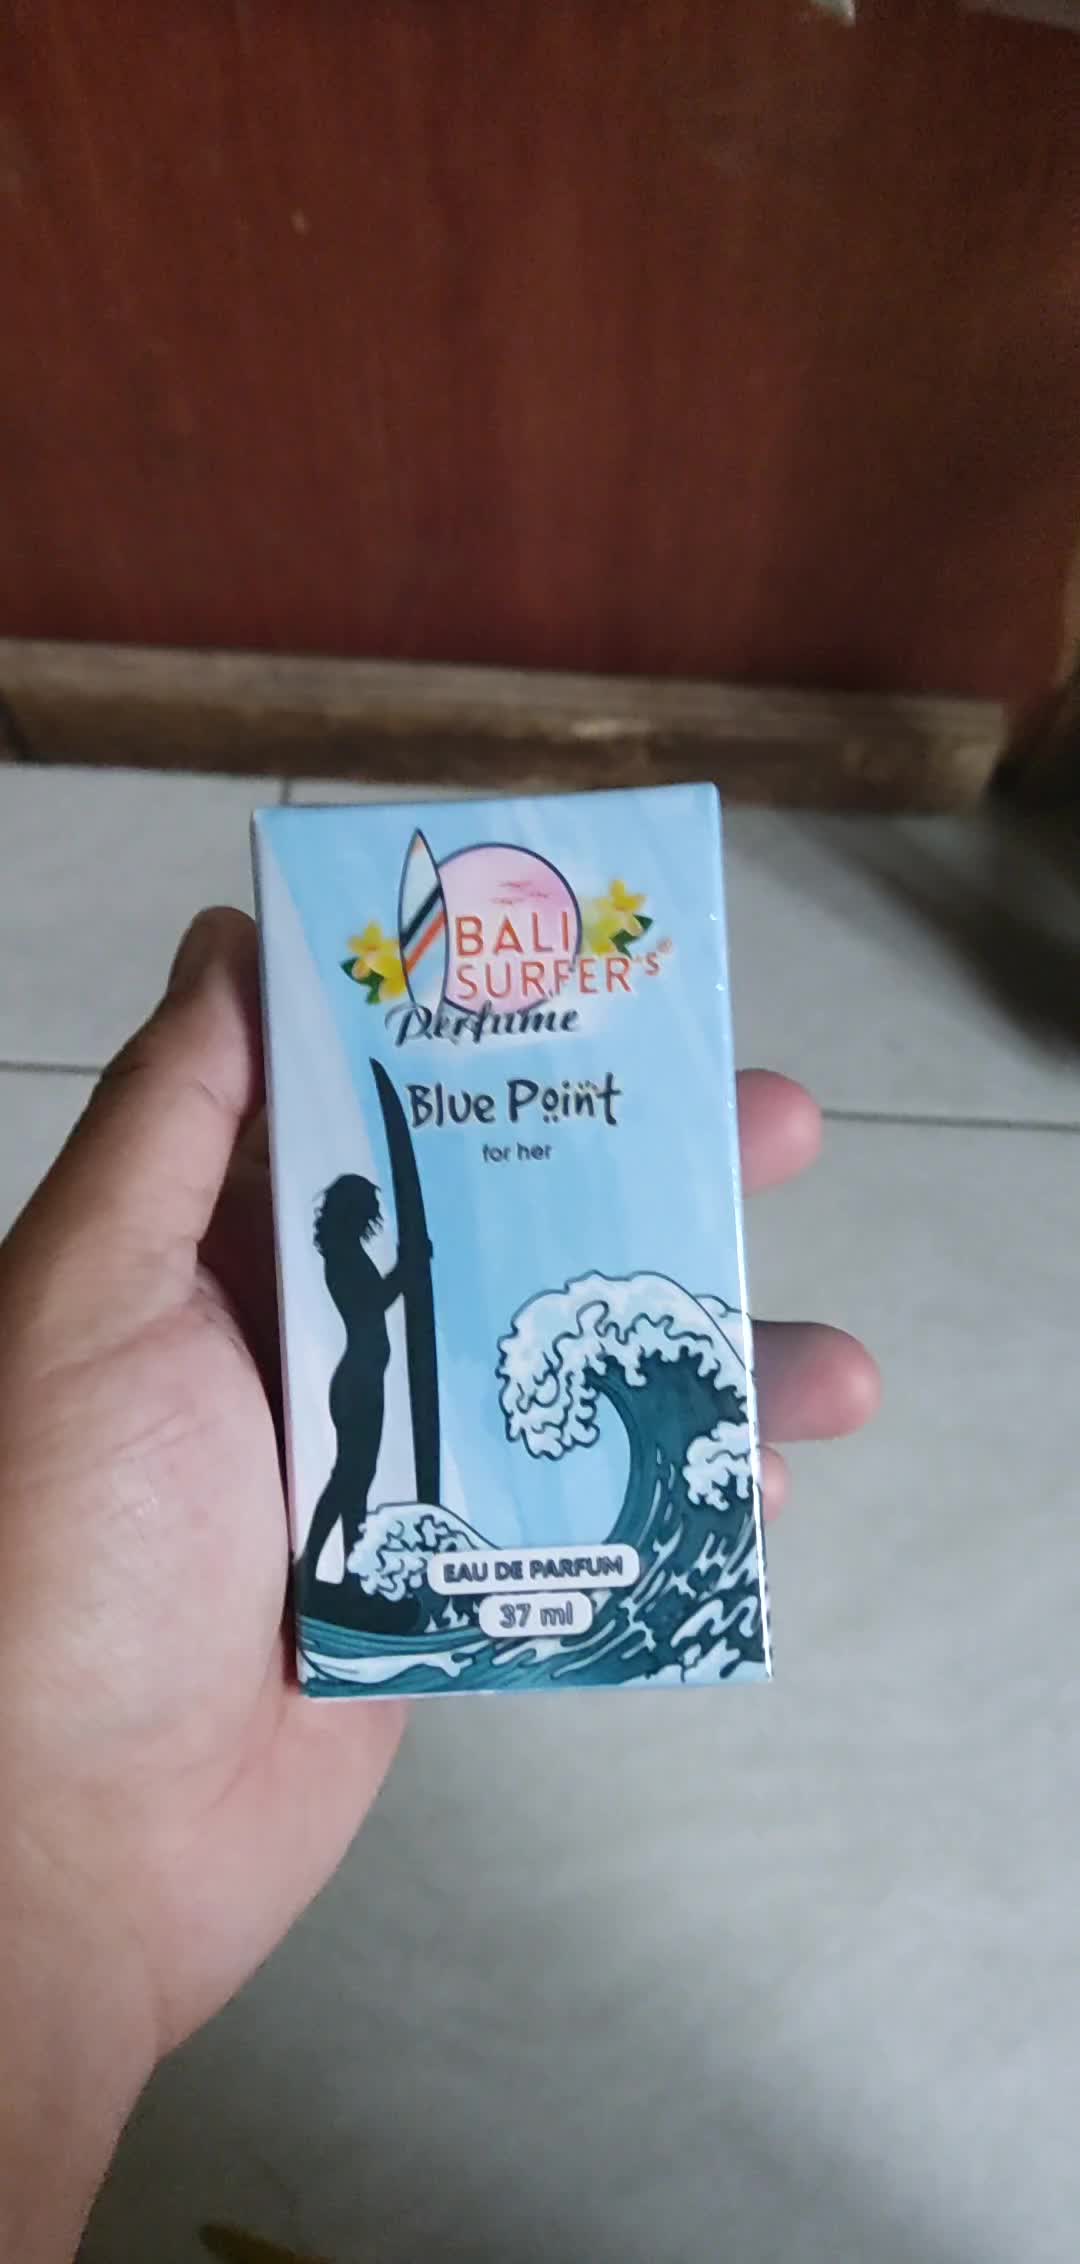 BALI
SURFER'S®
Perfume
Blue Point
for her
EAU DE PARFUM
37 ml